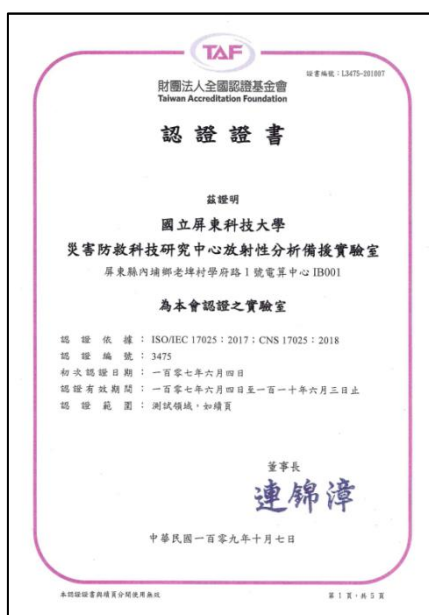 TAF
證書編號：L3475-201007
財團法人全國認證基金會
Taiwan Accreditation Foundation
認證證書
茲證明
國立屏東科技大學
災害防救科技研究中心放射性分析備援實驗室
屏東縣內埔鄉老埤村學府路1號電算中心IB001
為本會認證之實驗室
認證依據：ISO/IEC 17025：2017；CNS 17025：2018
認證編號：3475
初次認證日期：一百零七年六月四日
認證有效期間：一百零七年六月四日至一百一十年六月三日止
認證範圍：測試領域，如續頁
董事長
連錦漳
中華民國一百零九年十月七日
本認證證書與續頁分開使用無效
第1頁，共5頁